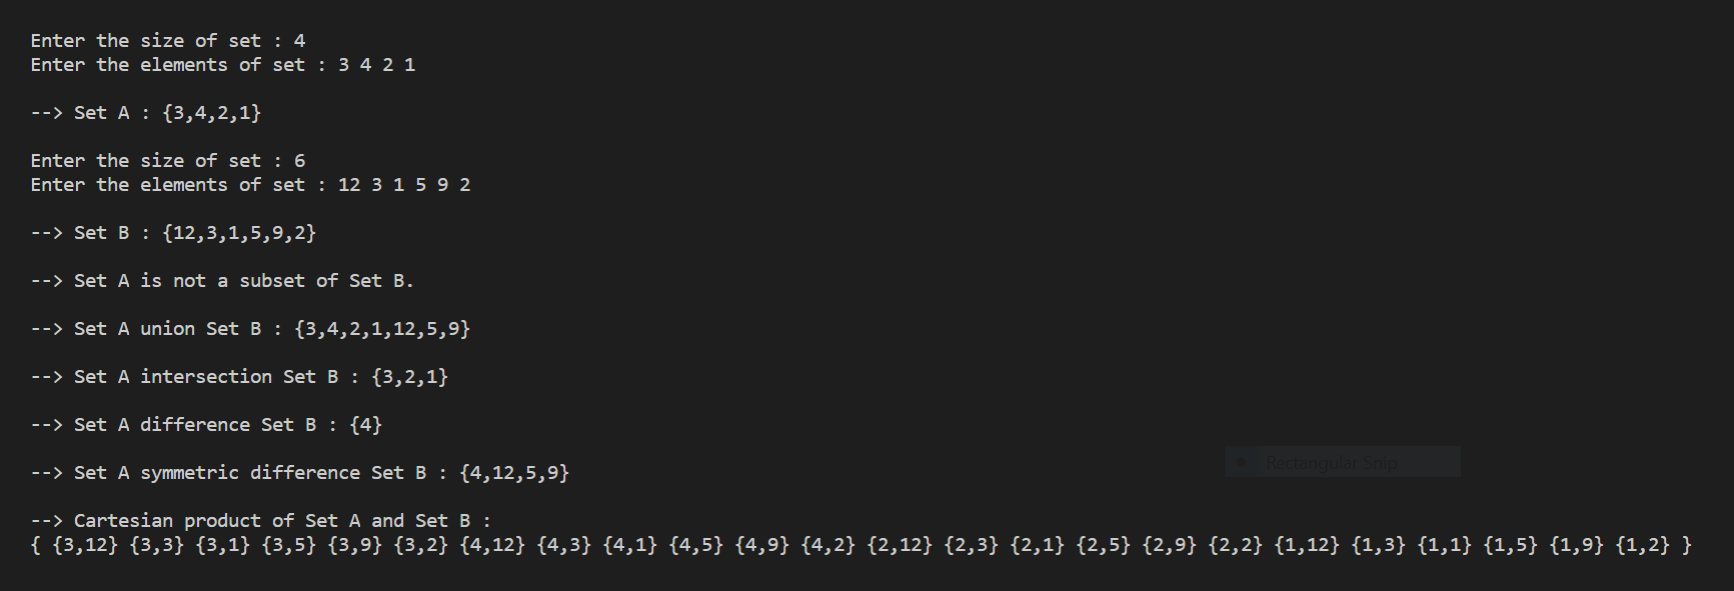 Enter the size of set : 4
Enter the elements of set : 3 4 2 1
--> Set A : {3,4,2,1}
Enter the size of set : 6
Enter the elements of set : 12 3 1 5 9 2
--> Set B : {12,3,1,5,9,2}
--> Set A is not a subset of Set B.
--> Set A union Set B : {3,4,2,1,12,5,9}
--> Set A intersection Set B : {3,2,1}
--> Set A difference Set B : {4}
Rectangular Snip
--> Set A symmetric difference Set B : {4,12,5,9}
--> Cartesian product of Set A and Set B :
{ {3,12} {3,3} {3,1} {3,5} {3,9} {3,2} {4,12} {4,3} {4,1} {4,5} {4,9} {4,2} {2,12} {2,3} {2,1} {2,5} {2,9} {2,2} {1,12} {1,3} {1,1} {1,5} {1,9} {1,2} }